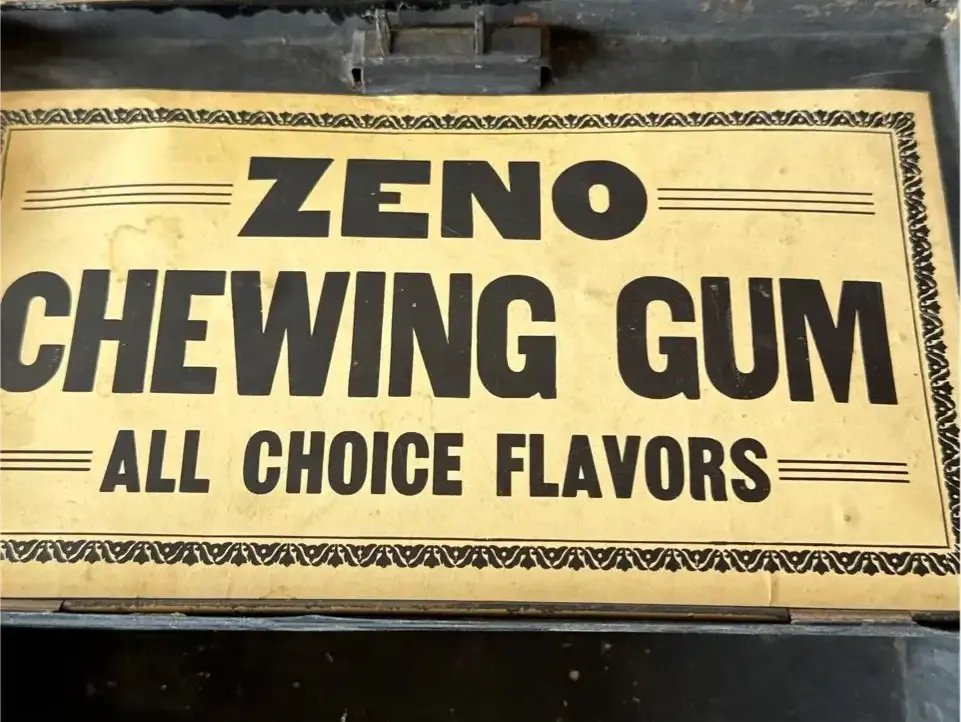 ZENO
CHEWING GUM
ALL CHOICE FLAVORS